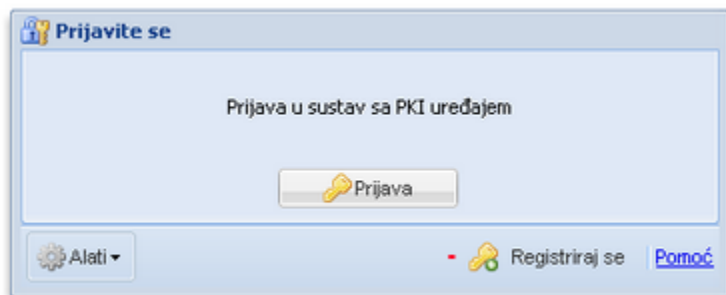 Prijavite se
Prijava u sustav sa PKI uređajem
Prijava
Alati - Registriraj se Pomoć